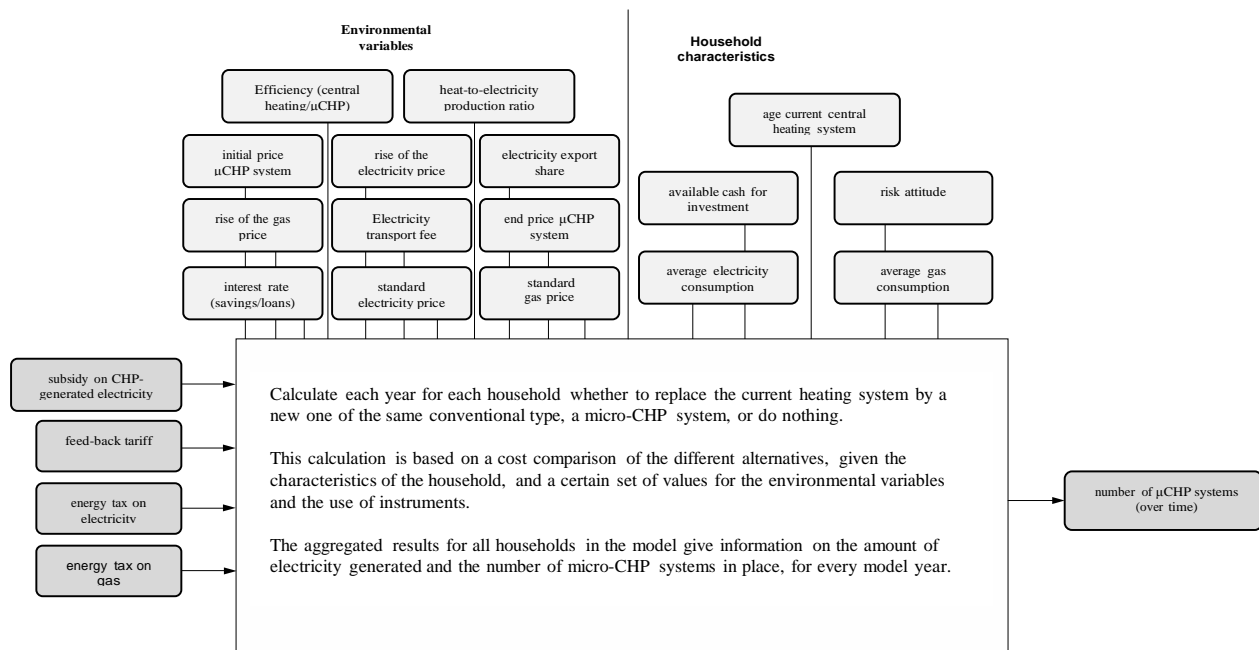 Environmental
variables
Household
characteristics
Efficiency (central
heating/µCHP)
heat-to-electricity
production ratio
age current central
heating system
initial price
µCHP system
rise of the
electricity price
electricity export
share
available cash for
investment
risk attitude
rise of the gas
price
Electricity
transport fee
end price µCHP
system
average electricity
consumption
average gas
consumption
interest rate
(savings/loans)
standard
electricity price
standard
gas price
subsidy on CHP-
generated electricity
feed-back tariff
energy tax on
electricity
energy tax on
gas
Calculate each year for each household whether to replace the current heating system by a
new one of the same conventional type, a micro-CHP system, or do nothing.
This calculation is based on a cost comparison of the different alternatives, given the
characteristics of the household, and a certain set of values for the environmental variables
and the use of instruments.
The aggregated results for all households in the model give information on the amount of
electricity generated and the number of micro-CHP systems in place, for every model year.
number of µCHP systems
(over time)